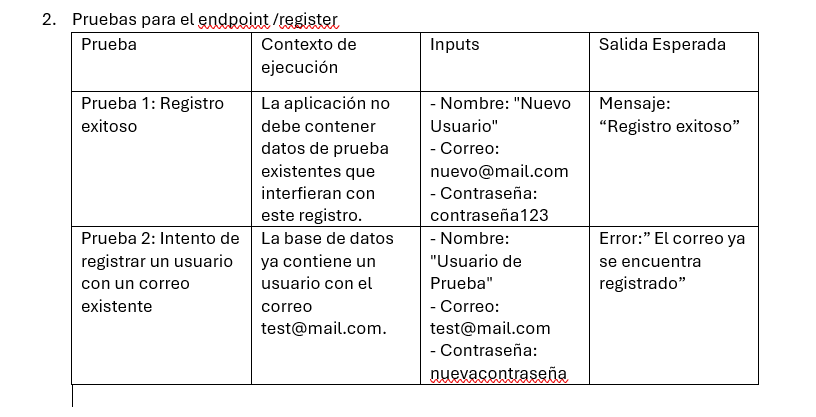 2. Pruebas para el endpoint /register
Prueba
Contexto de
ejecución
Inputs
Salida Esperada
Prueba 1: Registro
exitoso
La aplicación no
debe contener
datos de prueba
existentes que
interfieran con
este registro.
- Nombre: "Nuevo
Usuario"
- Correo:
nuevo@mail.com
- Contraseña:
contraseña123
Mensaje:
“Registro exitoso”
Prueba 2: Intento de
registrar un usuario
con un correo
existente
La base de datos
ya contiene un
usuario con el
correo
test@mail.com.
- Nombre:
"Usuario de
Prueba"
- Correo:
test@mail.com
- Contraseña:
nuevacontraseña
Error:” El correo ya
se encuentra
registrado”